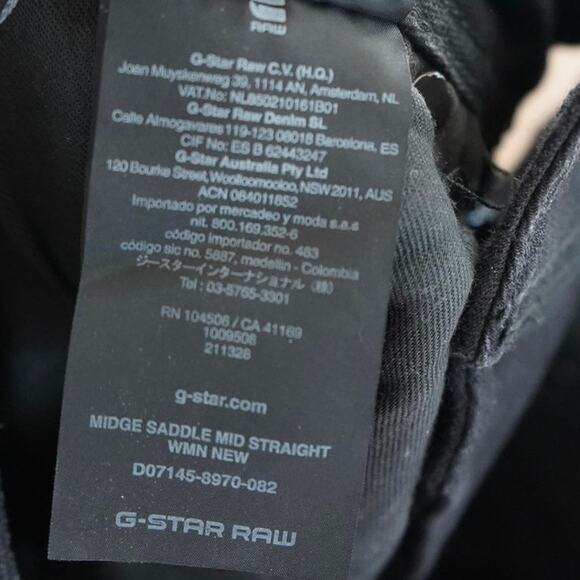 RAW
G-Star Raw C.V. (H.Q.)
Joan Muyskenweg 39, 1114 AN, Amsterdam, NL
VAT.No: NL850210161B01
G-Star Raw Denim SL
Calle Almogavares 119-123 08018 Barcelona, ES
CIF No: ES B 62443247
G-Star Australia Pty Ltd
120 Bourke Street, Woolloomooloo, NSW 2011, AUS
ACN 084011852
Importado por mercadeo y moda s.a.s
nit. 800.169.352-6
código importador no. 483
código sic no. 5887, medellin - Colombia
ジースターインターナショナル (株)
Tel : 03-5765-3301
RN 104506 / CA 41169
1009506
211328
g-star.com
MIDGE SADDLE MID STRAIGHT
WMN NEW
D07145-8970-082
G-STAR RAW